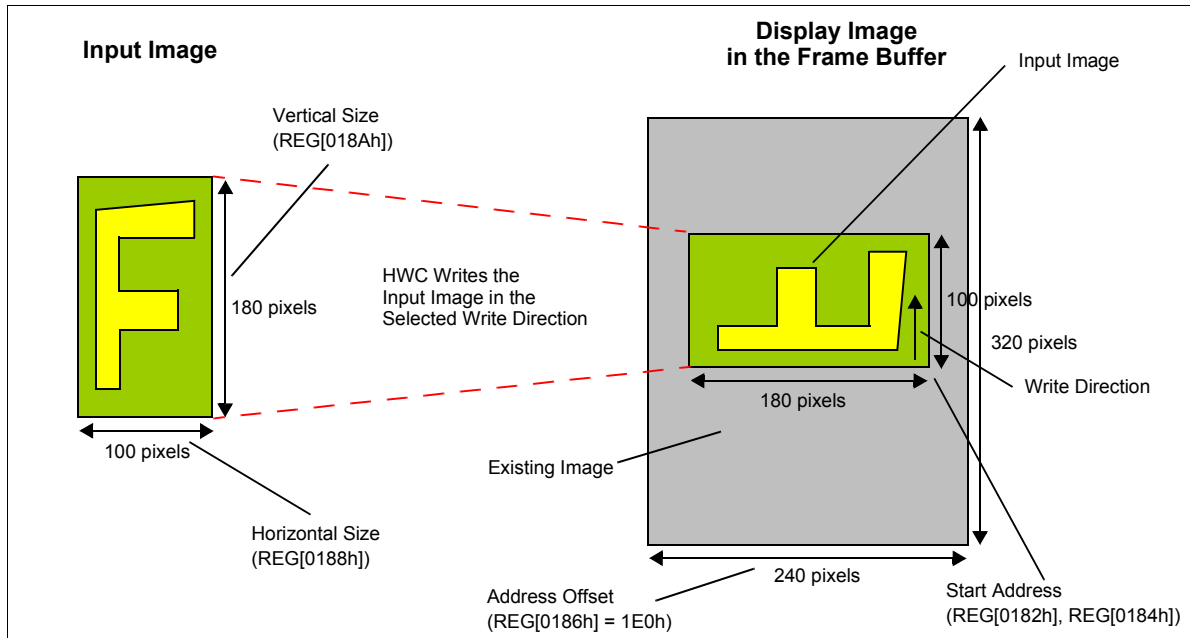 Input Image
Display Image
in the Frame Buffer
Input Image
Vertical Size
(REG[018Ah])
180 pixels
HWC Writes the
Input Image in the
Selected Write Direction
100 pixels
320 pixels
Write Direction
180 pixels
100 pixels
Existing Image
Horizontal Size
(REG[0188h])
240 pixels
Address Offset
(REG[0186h] = 1E0h)
Start Address
(REG[0182h], REG[0184h])